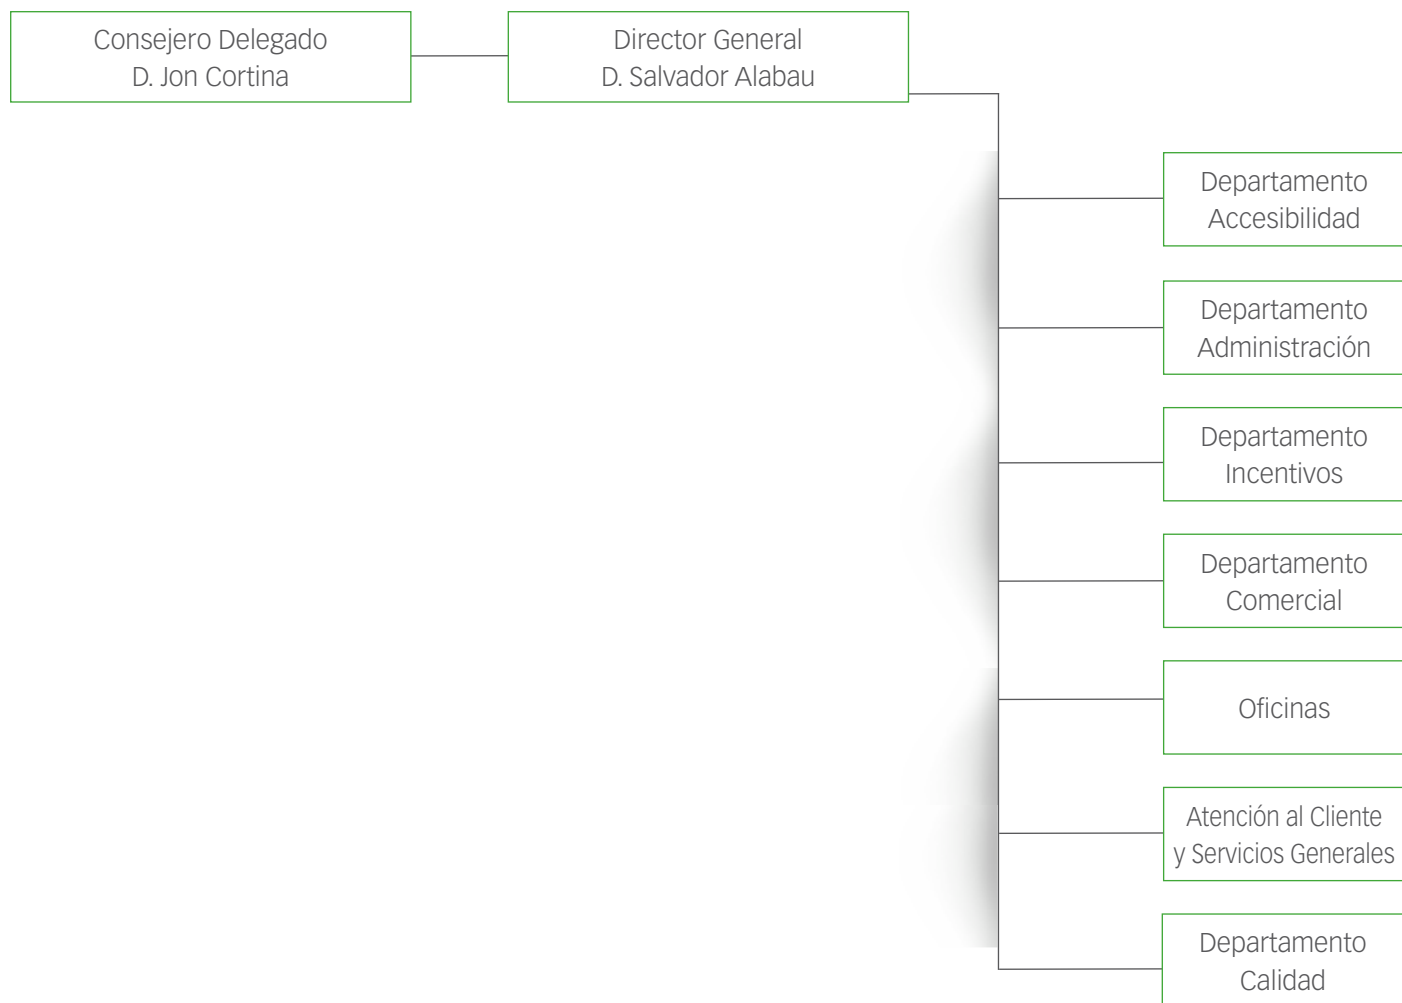 Consejero Delegado
D. Jon Cortina
Director General
D. Salvador Alabau
Departamento
Accesibilidad
Departamento
Administración
Departamento
Incentivos
Departamento
Comercial
Oficinas
Atención al Cliente
y Servicios Generales
Departamento
Calidad